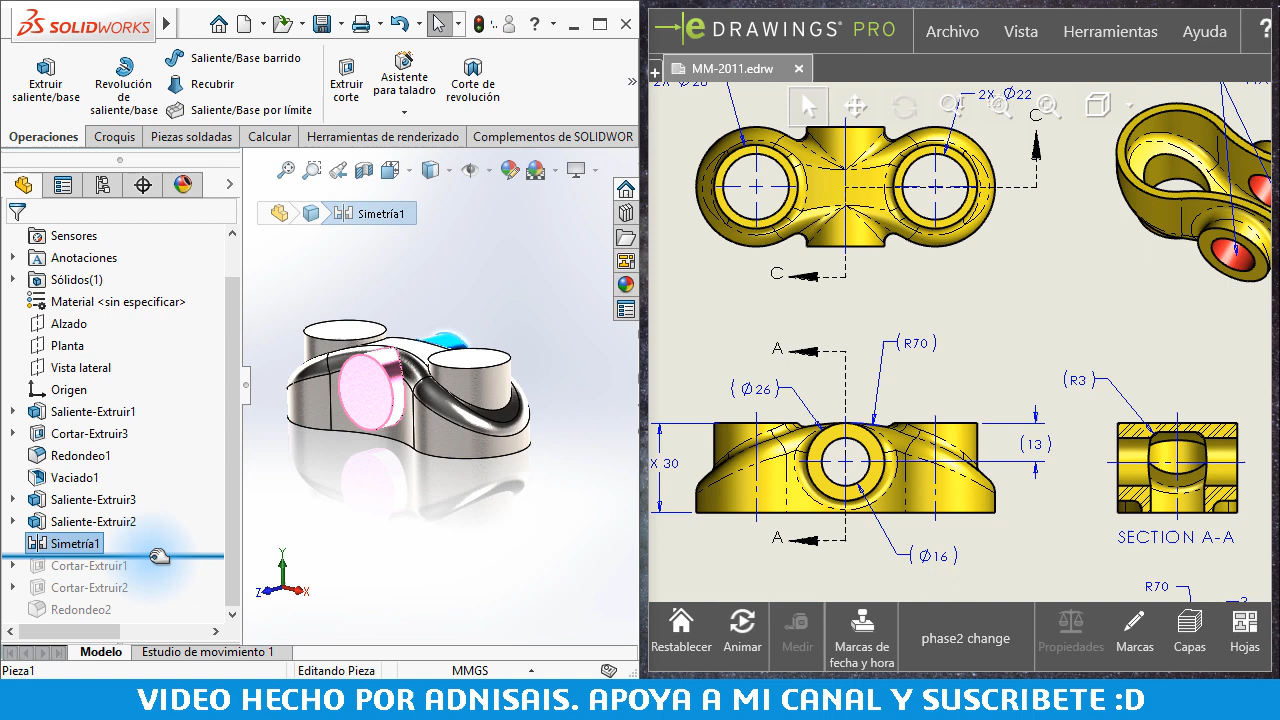 SOLIDWORKS
Extruir
saliente/base
Revolución
de
saliente/base
Saliente/Base barrido
Recubrir
Saliente/Base por límite
Extruir
corte
Asistente
para taladro
Corte de
revolución
Operaciones
Croquis
Piezas soldadas
Calcular
Herramientas de renderizado
Complementos de SOLIDWOR
Simetría1
Sensores
Anotaciones
Sólidos(1)
Material <sin especificar>
Alzado
Planta
Vista lateral
Origen
Saliente-Extruir1
Cortar-Extruir3
Redondeo1
Vaciado1
Saliente-Extruir3
Saliente-Extruir2
Simetría1
Cortar-Extruir1
Cortar-Extruir2
Redondeo2
Y
Z
X
Modelo
Estudio de movimiento 1
Pieza1
Editando Pieza
MMGS
e DRAWINGS® PRO
Archivo
Vista
Herramientas
Ayuda
?
MM-2011.edrw
2X Ø22
C
C
A
(R70)
(Ø26)
(R3)
(13)
X 30
A
(Ø16)
SECTION A-A
R70
Restablecer
Animar
Medir
Marcas de
fecha y hora
phase2 change
Propiedades
Marcas
Capas
Hojas
VIDEO HECHO POR ADNISAIS. APOYA A MI CANAL Y SUSCRIBETE :D